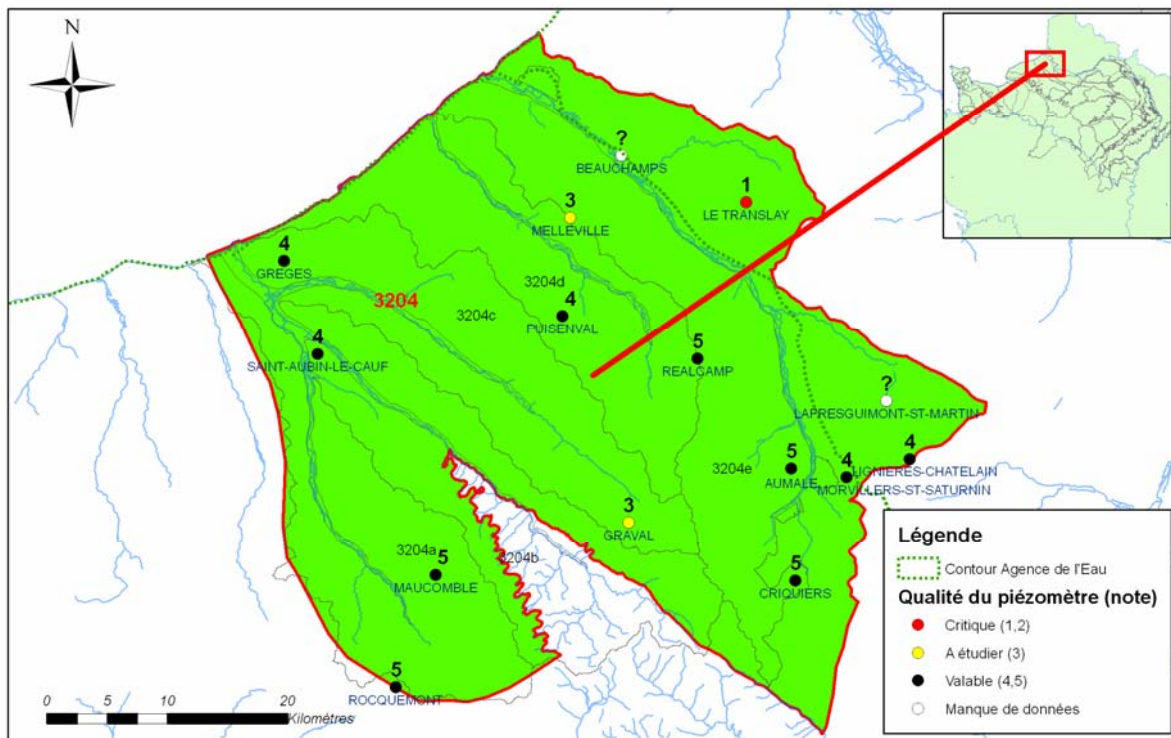 N
?
BEAUCHAMPS
1
LE TRANSLAY
3
MELLEVILLE
4
GREGES
3204d
3204
3204c
4
PUISENVAL
4
SAINT-AUBIN-LE-CAUF
5
REALCAMP
?
LAPRESGUIMONT-ST-MARTIN
4
LIGNIERES-CHATELAIN
5
3204e
AUMALE
4
MORVILLERS-ST-SATURNIN
3
GRAVAL
3204a
5
MAUCOMBLE
3204b
5
CRIQUIERS
5
ROCQUEMONT
0 5 10 20
Kilomètres
Légende
Contour Agence de l'Eau
Qualité du piézomètre (note)
Critique (1,2)
A étudier (3)
Valable (4,5)
Manque de données